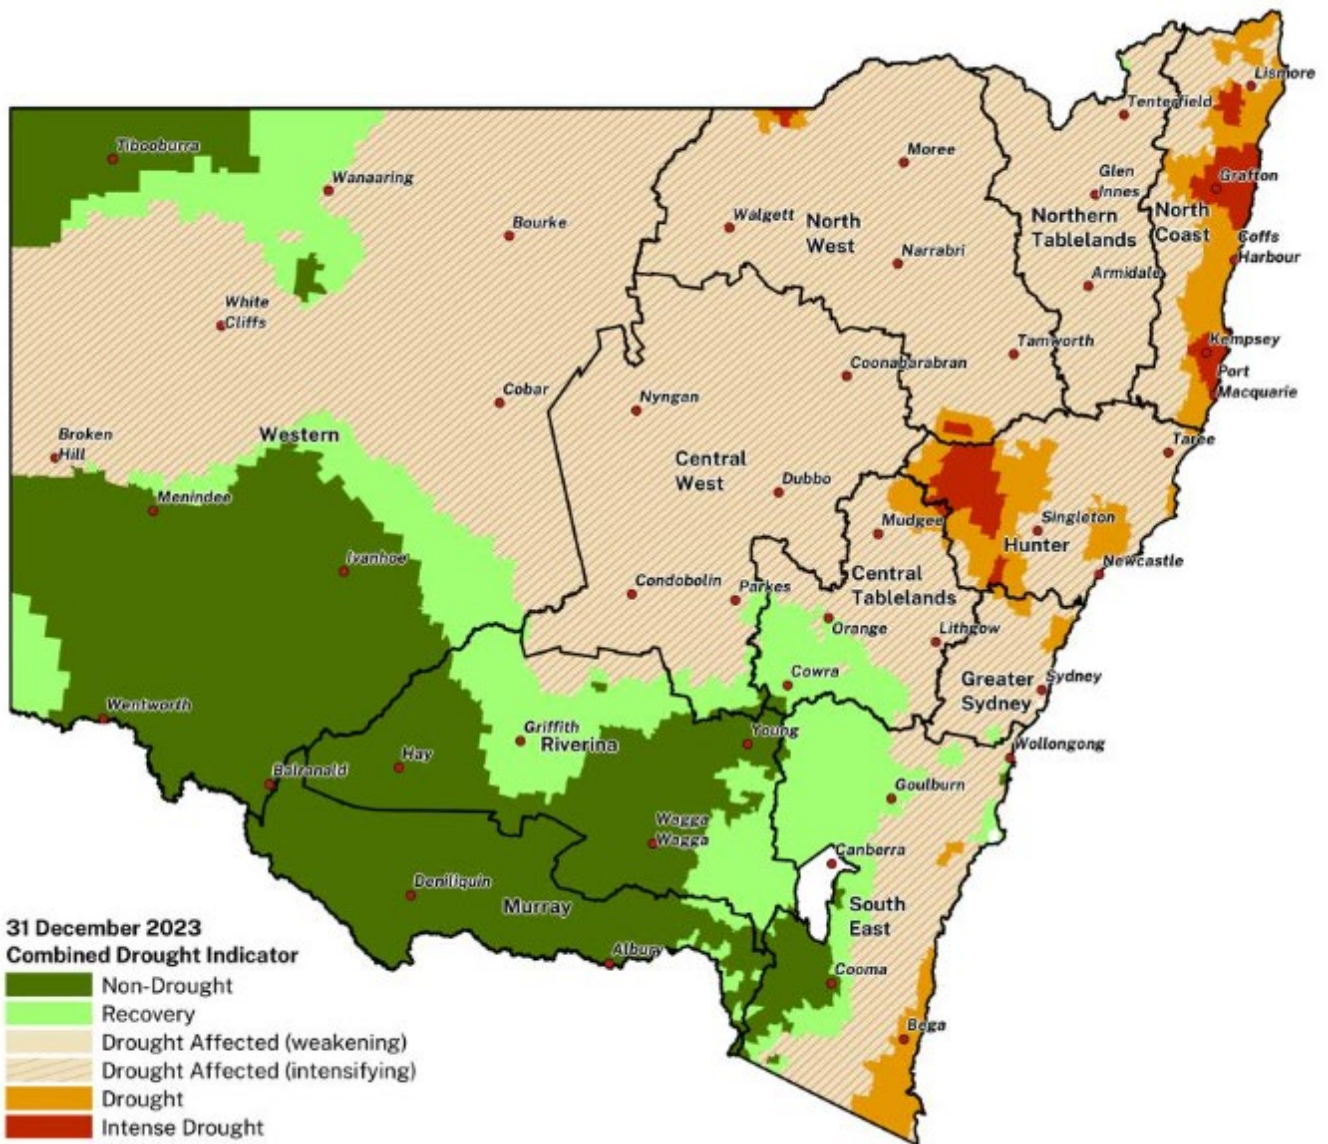 Lismore
Tenterfield
Tibooburra
Wanaaring
Moree
Glen
Innes
Grafton
Walgett
North
West
Northern
Tablelands
North
Coast
Bourke
Narrabri
Coffs
Harbour
Armidale
White
Cliffs
Tamworth
Kempsey
Coonabarabran
Port
Macquarie
Cobar
Nyngan
Broken
Hill
Western
Taree
Central
West
Dubbo
Menindee
Mudgee
Singleton
Hunter
Ivanhoe
Newcastle
Condobolin
Parkes
Central
Tablelands
Orange
Lithgow
Cowra
Greater
Sydney
Sydney
Wentworth
Griffith
Riverina
Young
Wollongong
Hay
Balranald
Goulburn
Wagga
Wagga
Canberra
Deniliquin
Murray
South
East
Albury
Cooma
Bega
31 December 2023
Combined Drought Indicator
Non-Drought
Recovery
Drought Affected (weakening)
Drought Affected (intensifying)
Drought
Intense Drought